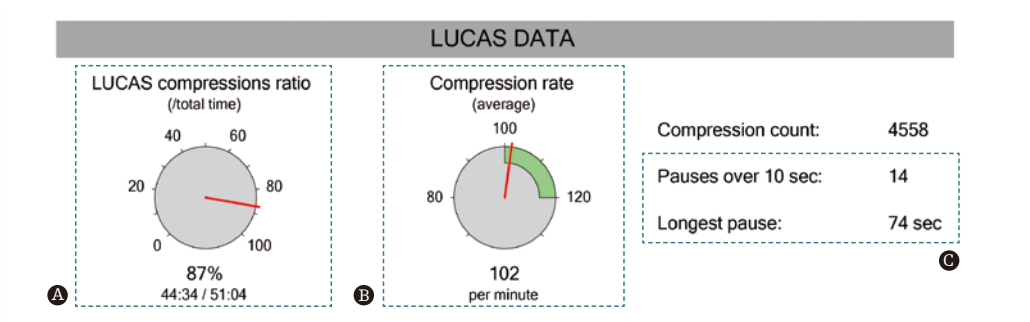 LUCAS DATA
LUCAS compressions ratio
(/total time)
40
60
20
80
0
100
87%
44:34 / 51:04
A
Compression rate
(average)
100
80
120
102
per minute
B
Compression count: 4558
Pauses over 10 sec: 14
Longest pause: 74 sec
C